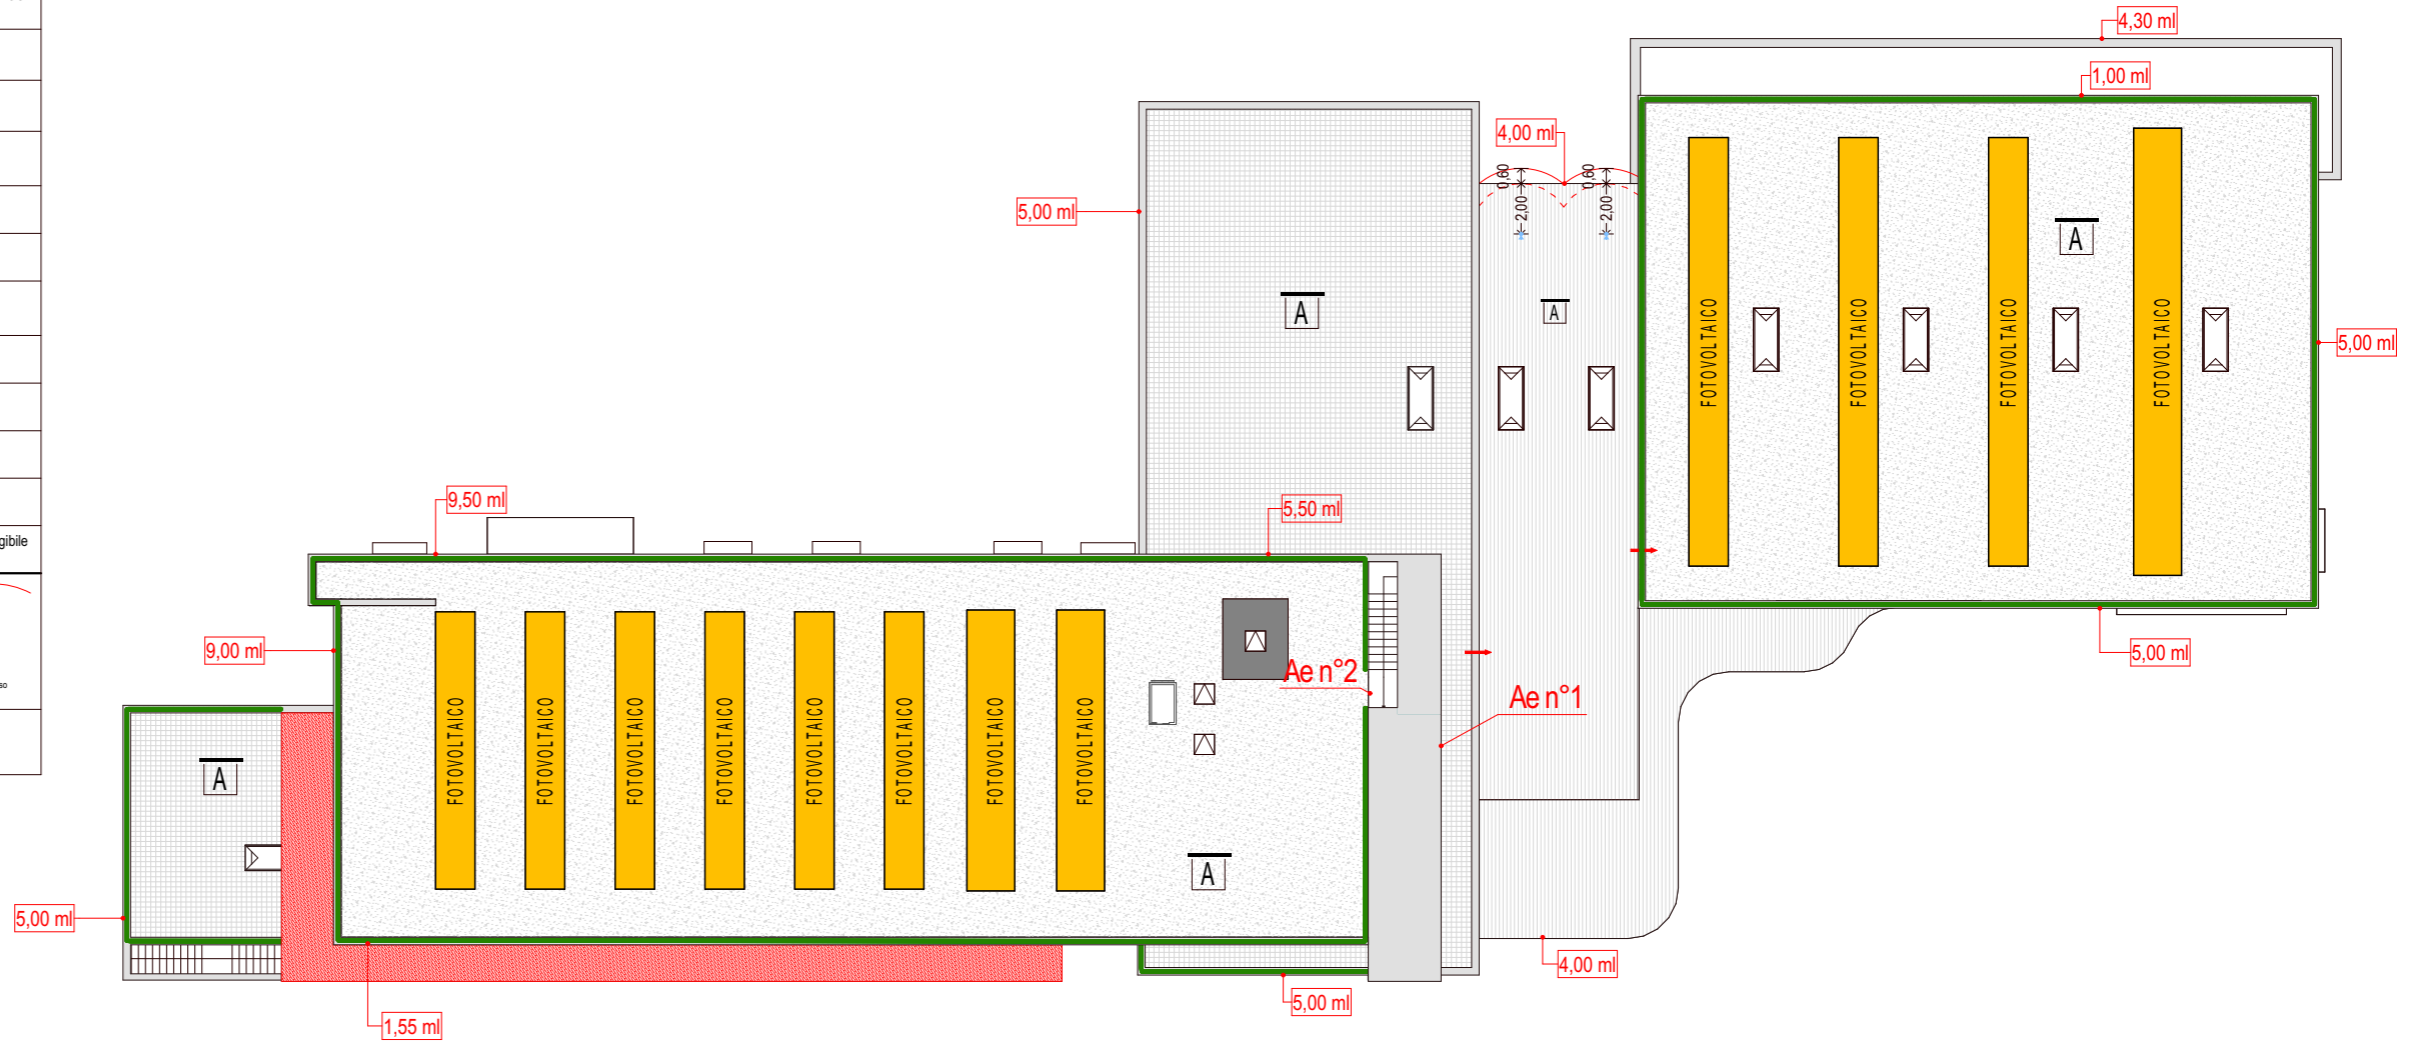 4,30 ml
1,00 ml
4,00 ml
0,60
0,60
2,00
2,00
5,00 ml
A
A
A
FOTOVOLTAICO
FOTOVOLTAICO
FOTOVOLTAICO
FOTOVOLTAICO
5,00 ml
9,50 ml
5,50 ml
gibile
9,00 ml
5,00 ml
Ae n°2
Ae n°1
so
A
FOTOVOLTAICO
FOTOVOLTAICO
FOTOVOLTAICO
FOTOVOLTAICO
FOTOVOLTAICO
FOTOVOLTAICO
FOTOVOLTAICO
FOTOVOLTAICO
A
5,00 ml
4,00 ml
5,00 ml
1,55 ml